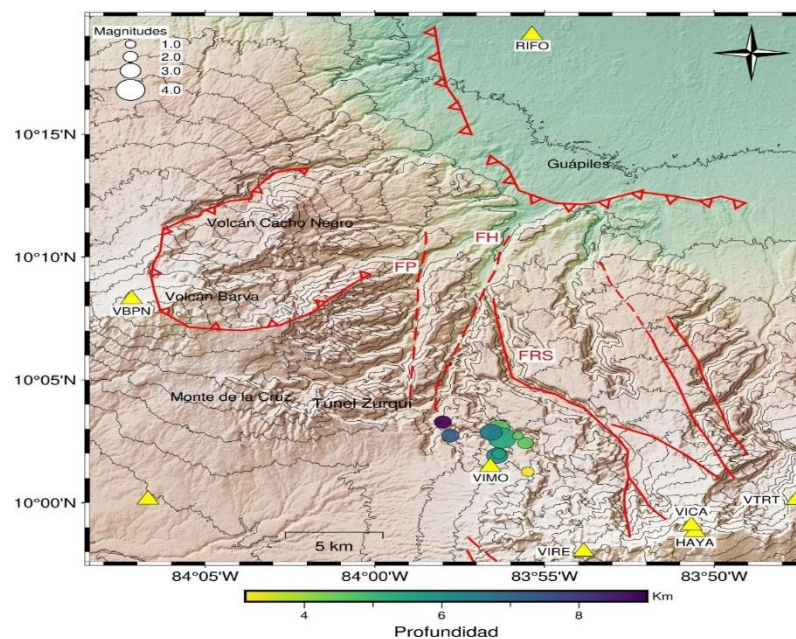 Magnitudes
1.0
2.0
3.0
4.0
RIFO
10°15'N
Guápiles
Volcán Cacho Negro
10°10'N
FH
FP
Volcán Barva
VBPN
FRS
10°05'N
Monte de la Cruz
Túnel Zurquí
VIMO
10°00'N
VTRT
VICA
HAYA
VIRE
5 km
84°05'W
84°00'W
83°55'W
83°50'W
Km
4
6
8
Profundidad